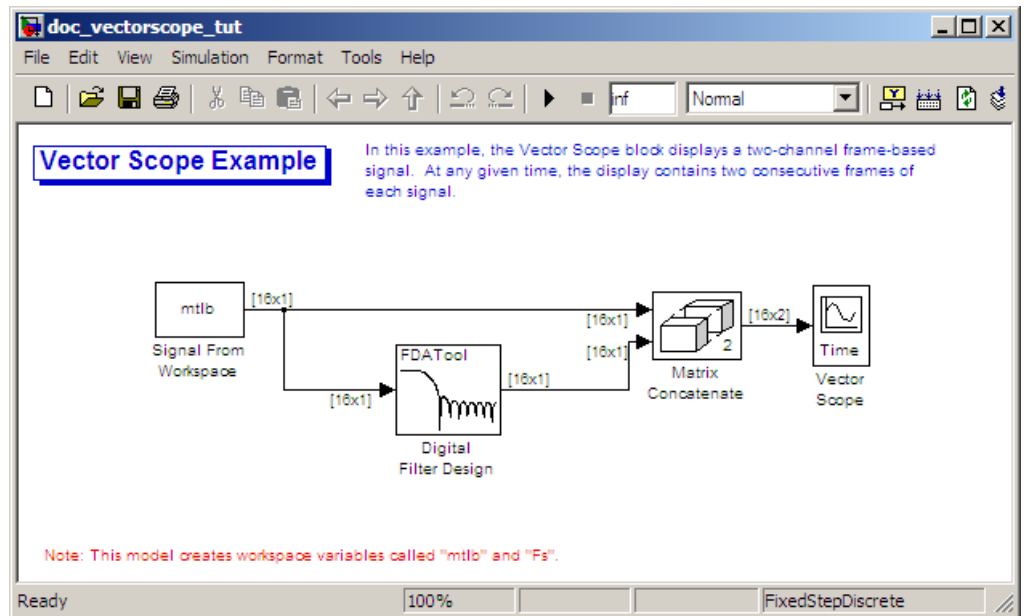 doc_vectorscope_tut
File Edit View Simulation Format Tools Help
inf Normal
Vector Scope Example
In this example, the Vector Scope block displays a two-channel frame-based
signal. At any given time, the display contains two consecutive frames of
each signal.
mtlb
[16x1]
Signal From
Workspace
[16x1]
FDATool
[16x1]
Digital
Filter Design
[16x1]
[16x1]
2
Matrix
Concatenate
[16x2]
Time
Vector
Scope
Note: This model creates workspace variables called "mtlb" and "Fs".
Ready 100% FixedStepDiscrete